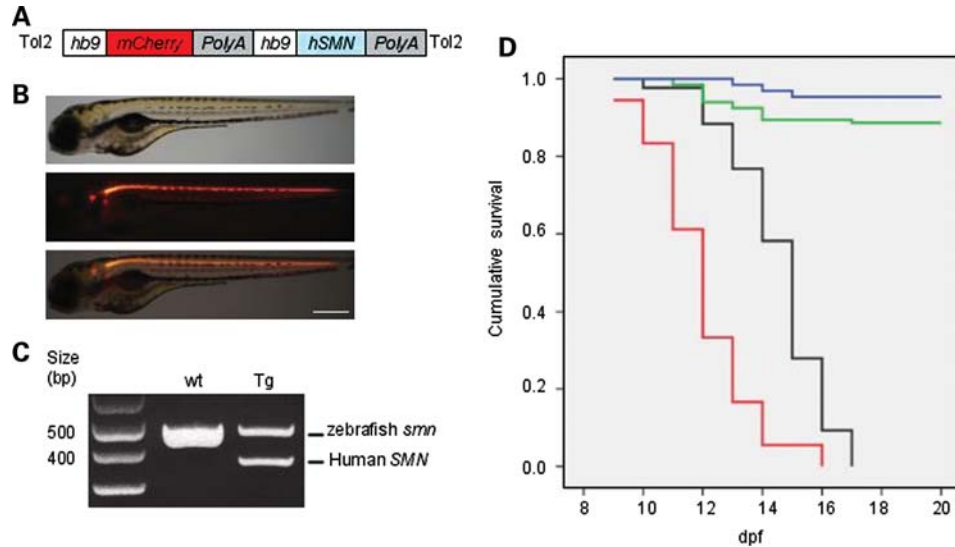 A
Tol2 hb9 mCherry PolyA hb9 hSMN PolyA Tol2
B
C
Size
(bp)
wt Tg
500
400
zebrafish smn
Human SMN
D
Cumulative survival
1.0
0.8
0.6
0.4
0.2
0.0
8 10 12 14 16 18 20
dpf